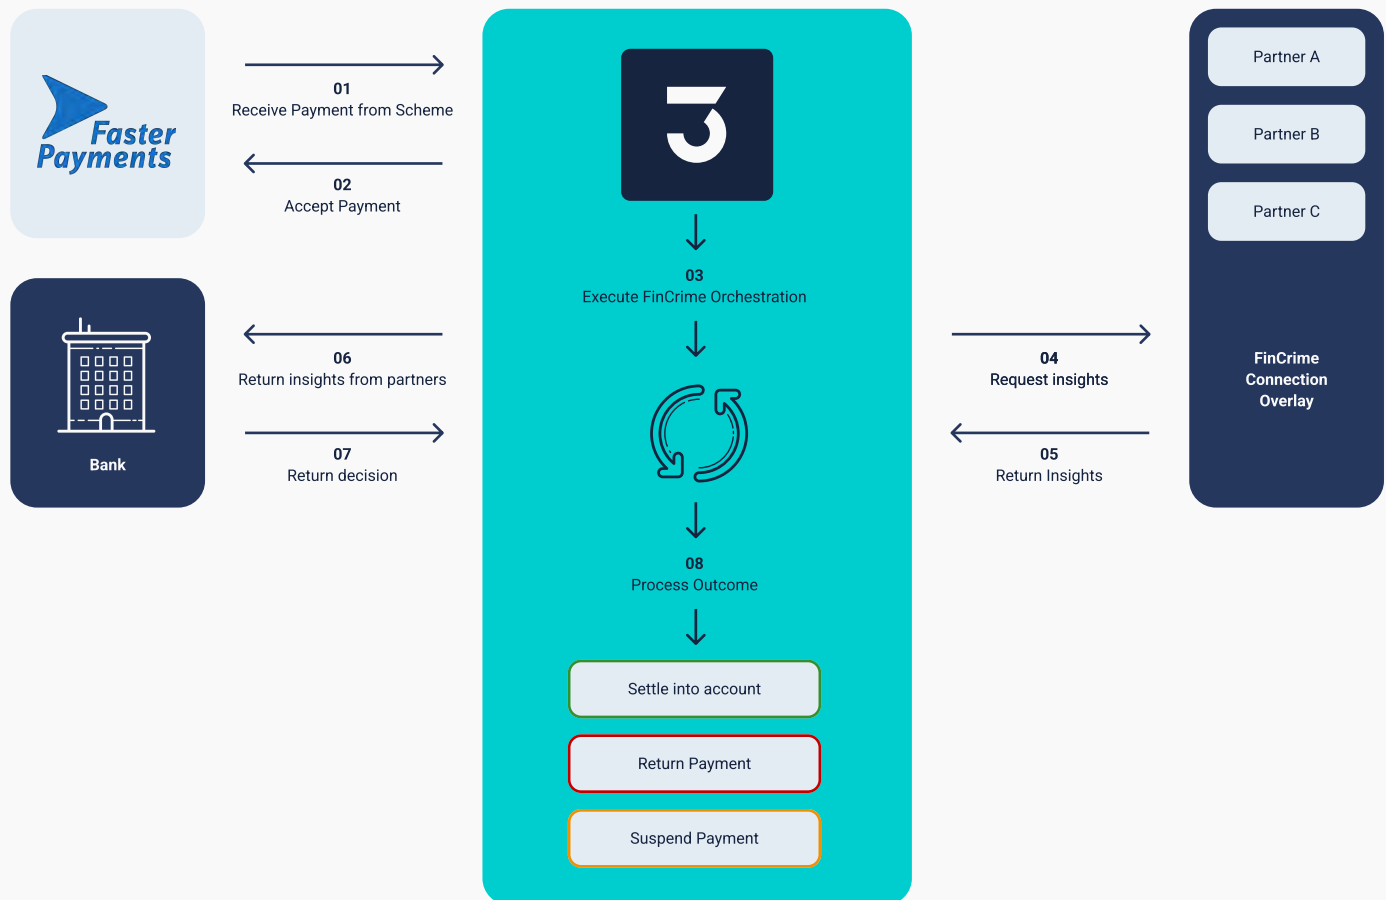 Faster
Payments
01
Receive Payment from Scheme
02
Accept Payment
Bank
06
Return insights from partners
07
Return decision
3
03
Execute FinCrime Orchestration
08
Process Outcome
Settle into account
Return Payment
Suspend Payment
04
Request insights
05
Return Insights
Partner A
Partner B
Partner C
FinCrime
Connection
Overlay